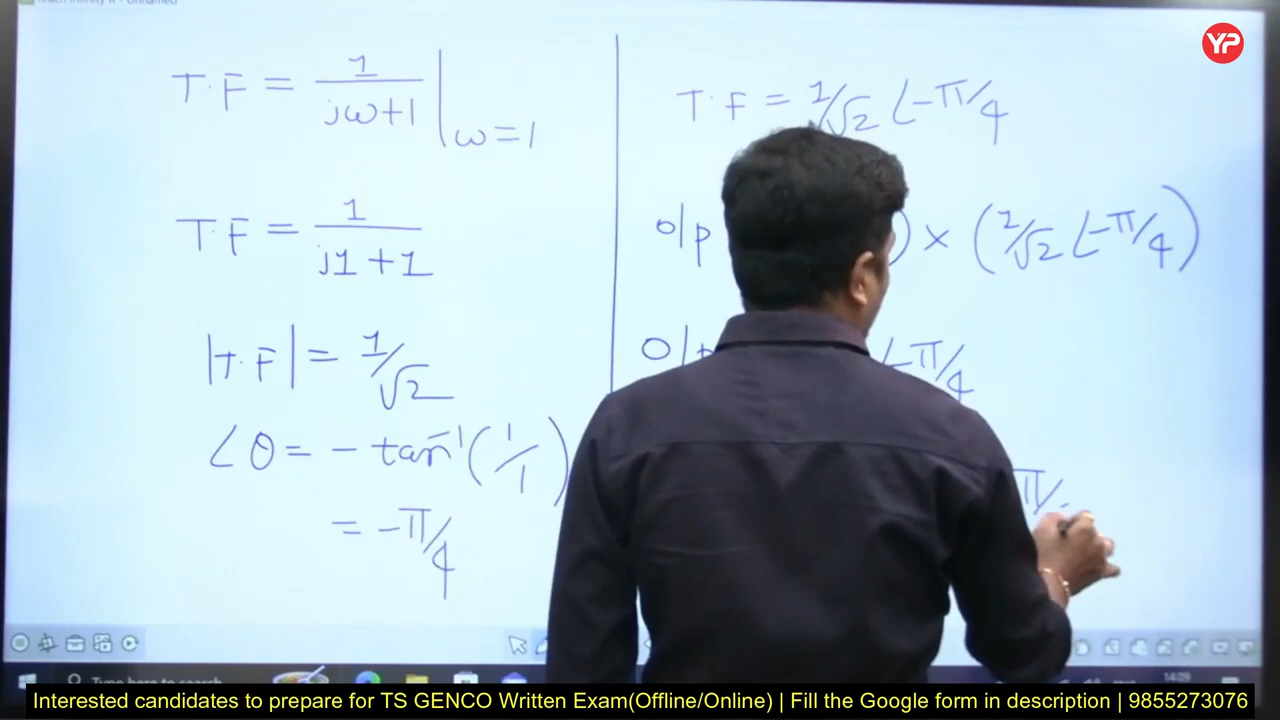 T.F = 1/(jω+1)|ω=1
T.F = 1/(j1+1)
|T.F| = 1/√2
∠θ = - tan⁻¹(1/1)
= -π/4
T.F = 1/√2 ∠-π/4
o/p ) × (1/√2 ∠-π/4)
O/p ∠-π/4
π/
YP
Interested candidates to prepare for TS GENCO Written Exam(Offline/Online) | Fill the Google form in description | 9855273076